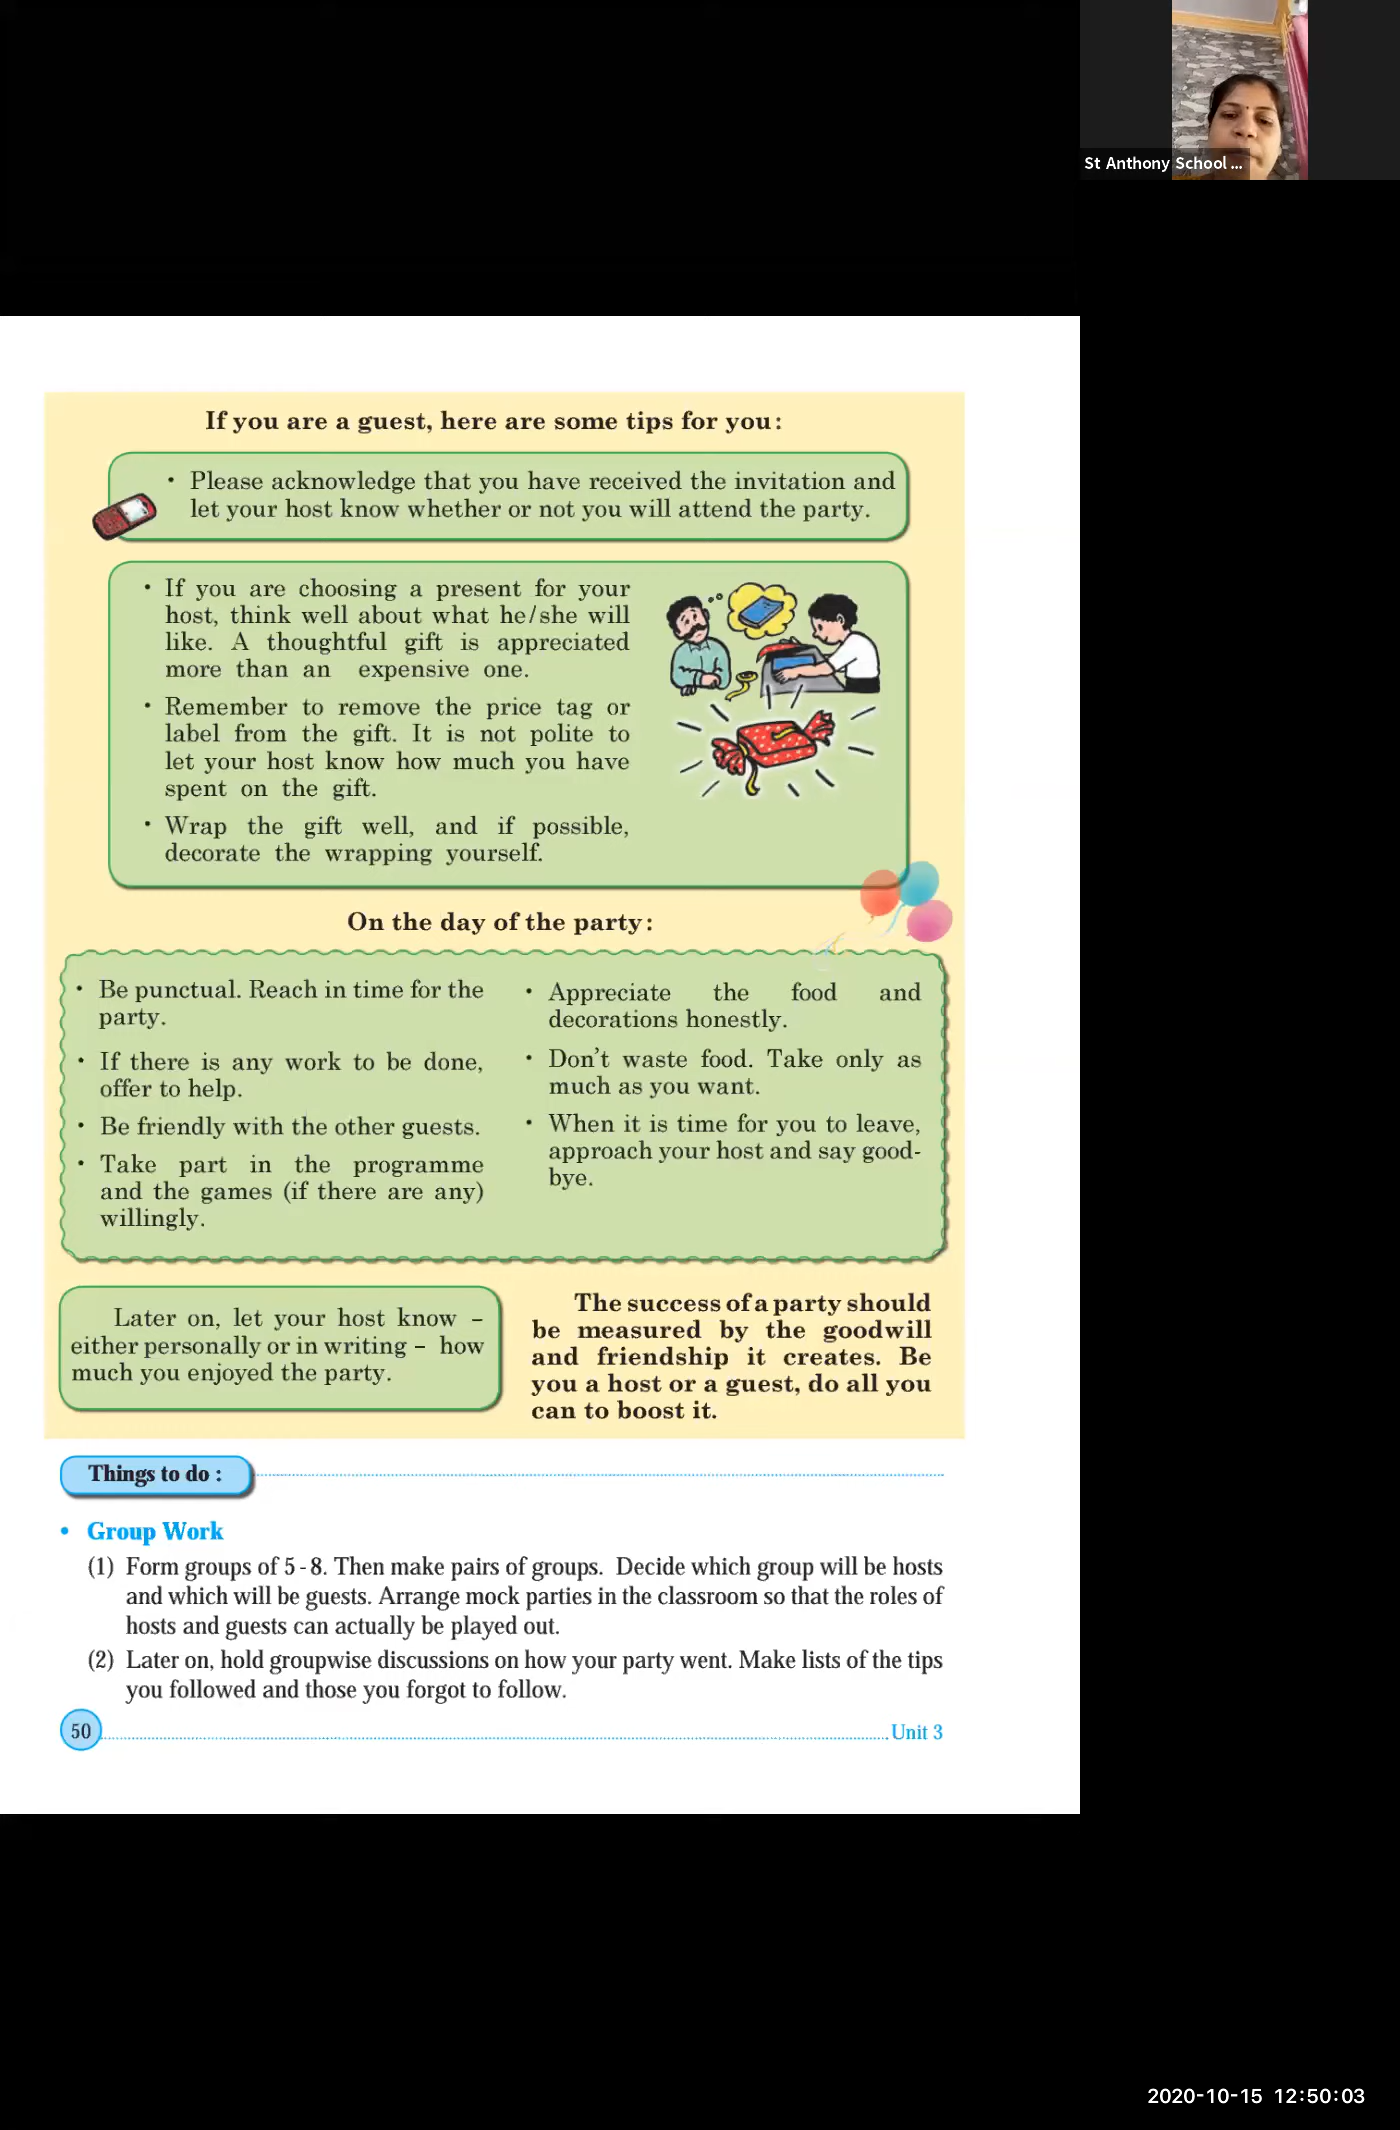 St Anthony School ...
If you are a guest, here are some tips for you:
• Please acknowledge that you have received the invitation and
let your host know whether or not you will attend the party.
• If you are choosing a present for your
host, think well about what he/she will
like. A thoughtful gift is appreciated
more than an expensive one.
• Remember to remove the price tag or
label from the gift. It is not polite to
let your host know how much you have
spent on the gift.
• Wrap the gift well, and if possible,
decorate the wrapping yourself.
On the day of the party:
• Be punctual. Reach in time for the
party.
• If there is any work to be done,
offer to help.
• Be friendly with the other guests.
• Take part in the programme
and the games (if there are any)
willingly.
• Appreciate the food and
decorations honestly.
• Don't waste food. Take only as
much as you want.
• When it is time for you to leave,
approach your host and say good-
bye.
Later on, let your host know –
either personally or in writing – how
much you enjoyed the party.
The success of a party should
be measured by the goodwill
and friendship it creates. Be
you a host or a guest, do all you
can to boost it.
Things to do :
• Group Work
(1) Form groups of 5 - 8. Then make pairs of groups. Decide which group will be hosts
and which will be guests. Arrange mock parties in the classroom so that the roles of
hosts and guests can actually be played out.
(2) Later on, hold groupwise discussions on how your party went. Make lists of the tips
you followed and those you forgot to follow.
50
Unit 3
2020-10-15 12:50:03